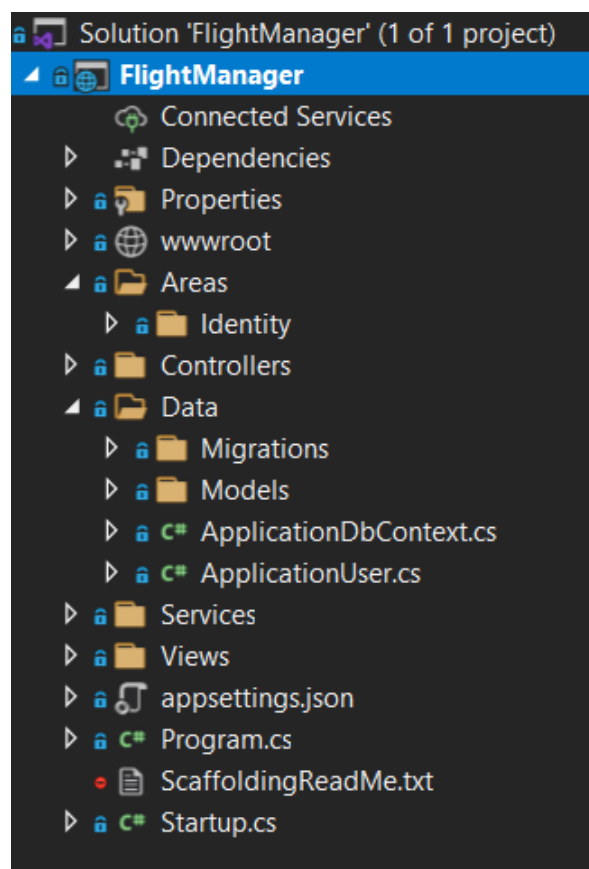 Solution 'FlightManager' (1 of 1 project)
FlightManager
Connected Services
Dependencies
Properties
wwwroot
Areas
Identity
Controllers
Data
Migrations
Models
C# ApplicationDbContext.cs
C# ApplicationUser.cs
Services
Views
appsettings.json
C# Program.cs
ScaffoldingReadMe.txt
C# Startup.cs